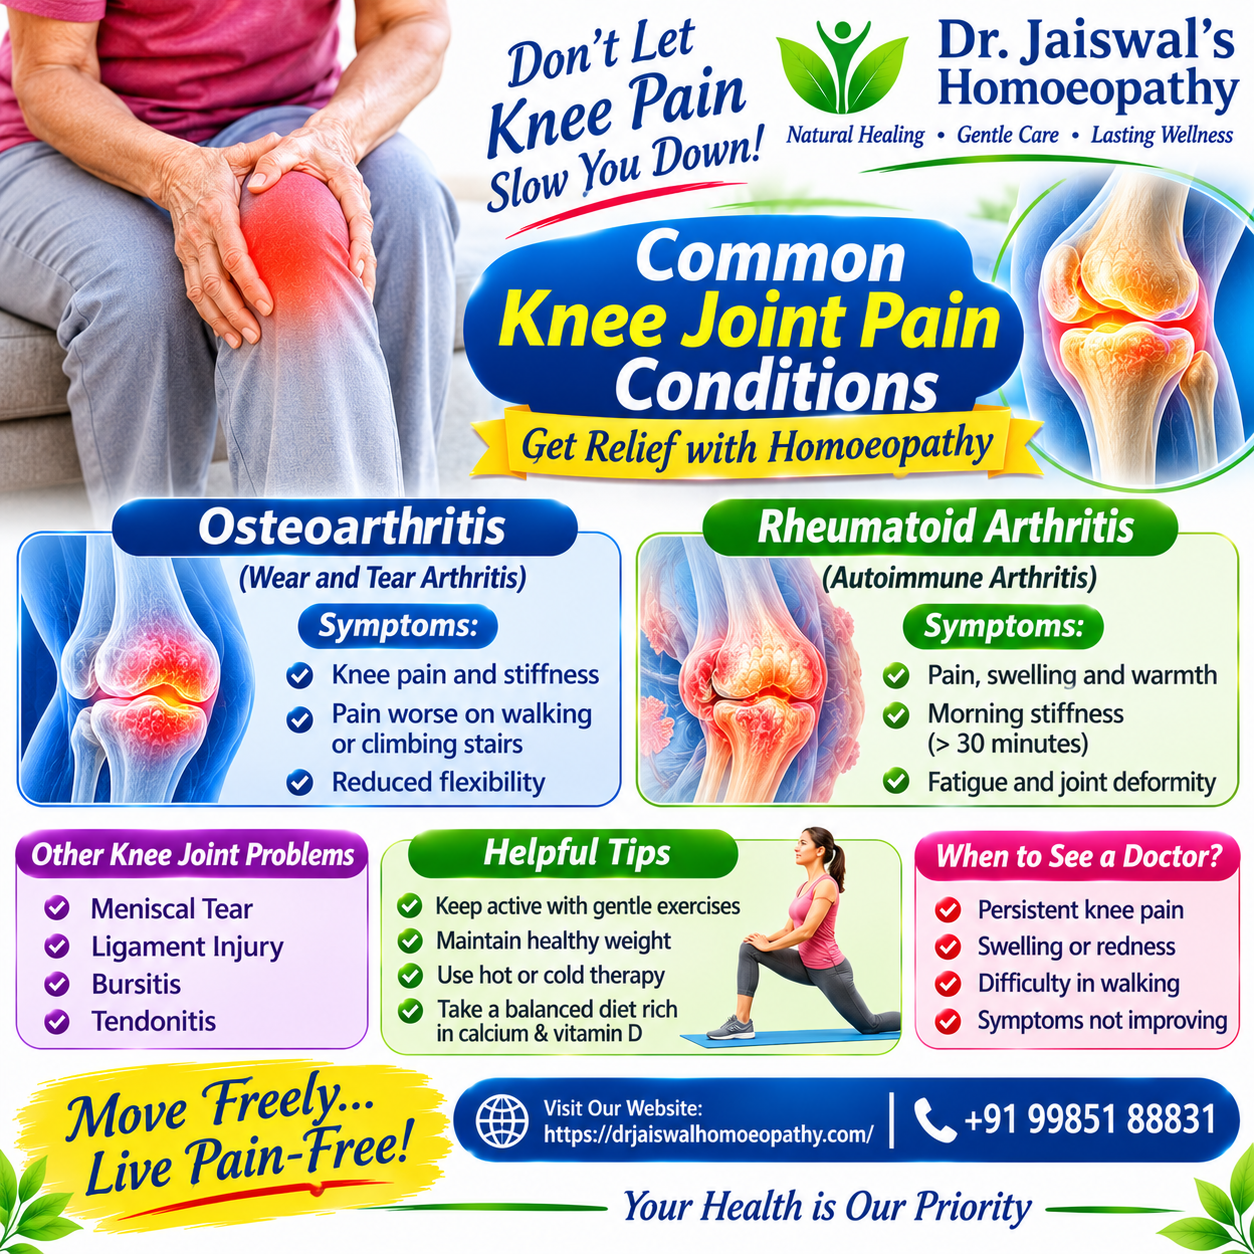 Don't Let
Knee Pain
Slow You Down!
Dr. Jaiswal's
Homoeopathy
Natural Healing • Gentle Care • Lasting Wellness
Common
Knee Joint Pain
Conditions
Get Relief with Homoeopathy
Osteoarthritis
(Wear and Tear Arthritis)
Symptoms:
Knee pain and stiffness
Pain worse on walking
or climbing stairs
Reduced flexibility
Rheumatoid Arthritis
(Autoimmune Arthritis)
Symptoms:
Pain, swelling and warmth
Morning stiffness
(> 30 minutes)
Fatigue and joint deformity
Other Knee Joint Problems
Meniscal Tear
Ligament Injury
Bursitis
Tendonitis
Helpful Tips
Keep active with gentle exercises
Maintain healthy weight
Use hot or cold therapy
Take a balanced diet rich
in calcium & vitamin D
When to See a Doctor?
Persistent knee pain
Swelling or redness
Difficulty in walking
Symptoms not improving
Move Freely...
Live Pain-Free!
Visit Our Website:
https://drjaiswalhomoeopathy.com/
+91 99851 88831
Your Health is Our Priority